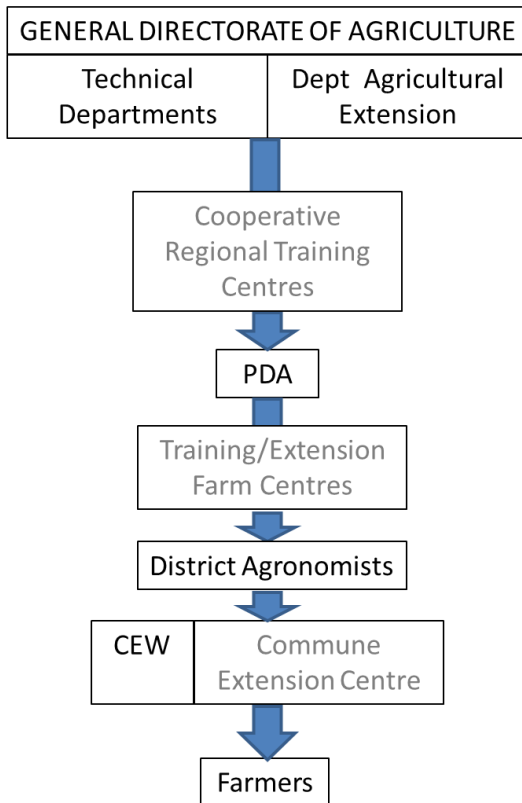 GENERAL DIRECTORATE OF AGRICULTURE
Technical
Departments
Dept Agricultural
Extension
Cooperative
Regional Training
Centres
PDA
Training/Extension
Farm Centres
District Agronomists
CEW
Commune
Extension Centre
Farmers